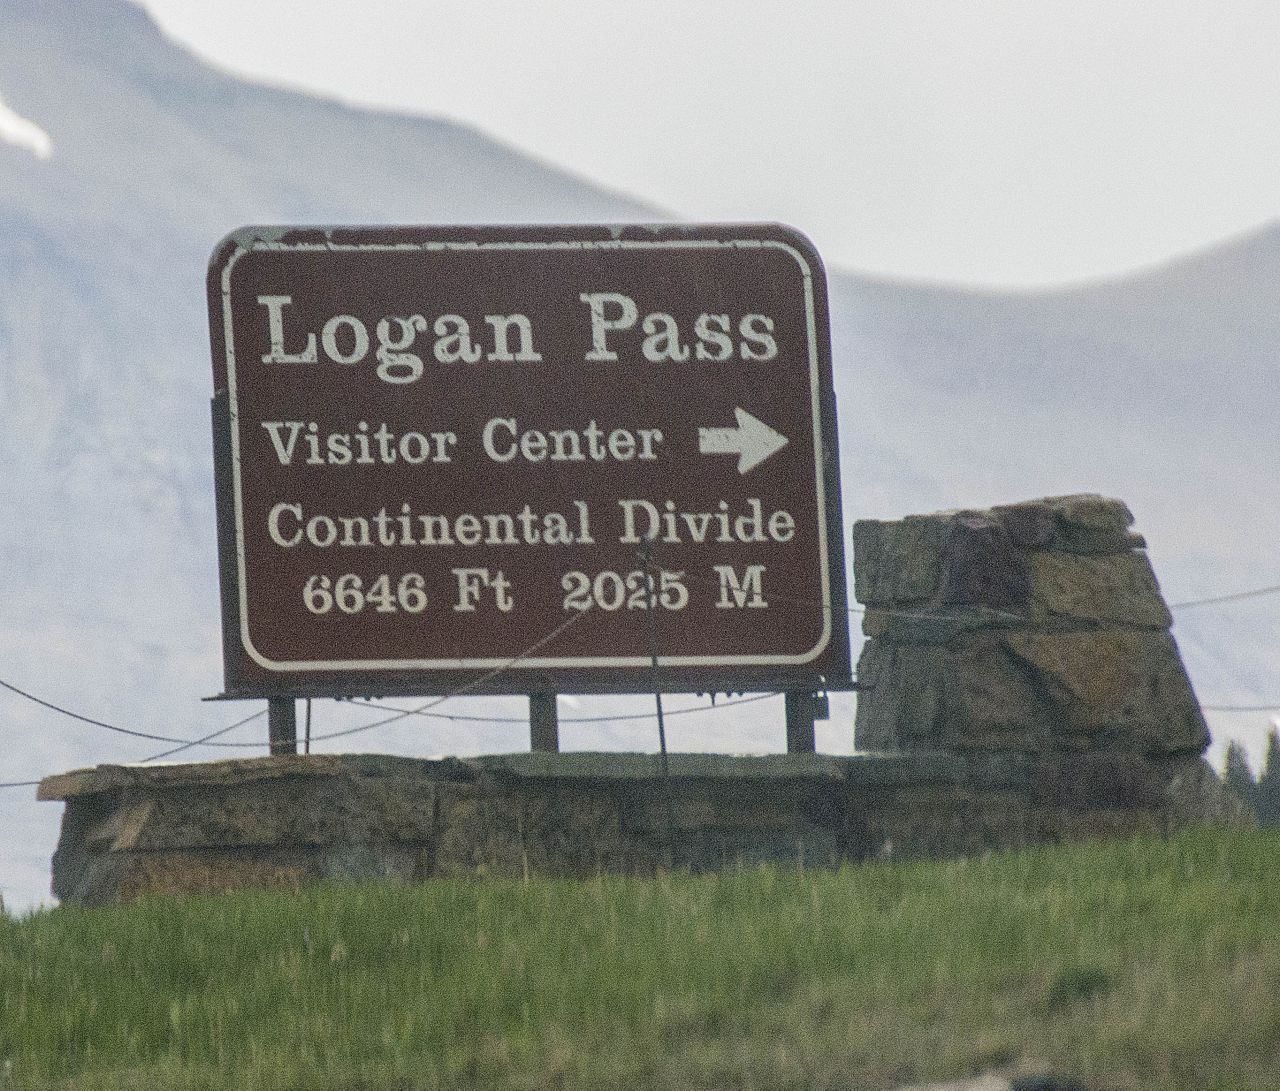 Logan Pass
Visitor Center
Continental Divide
6646 Ft 2025 M